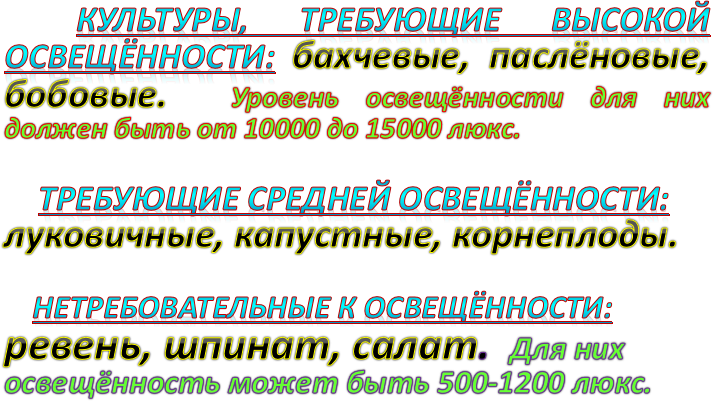 КУЛЬТУРЫ, ТРЕБУЮЩИЕ ВЫСОКОЙ
ОСВЕЩЁННОСТИ: бахчевые, паслёновые,
бобовые. Уровень освещённости для них
должен быть от 10000 до 15000 люкс.
ТРЕБУЮЩИЕ СРЕДНЕЙ ОСВЕЩЁННОСТИ:
луковичные, капустные, корнеплоды.
НЕТРЕБОВАТЕЛЬНЫЕ К ОСВЕЩЁННОСТИ:
ревень, шпинат, салат. Для них
освещённость может быть 500-1200 люкс.